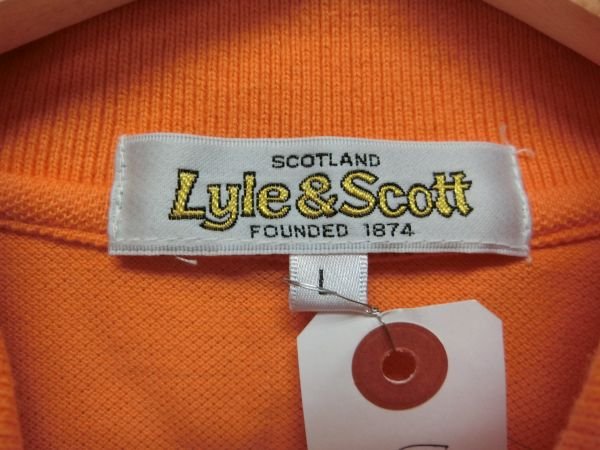 SCOTLAND
Lyle & Scott
FOUNDED 1874
L